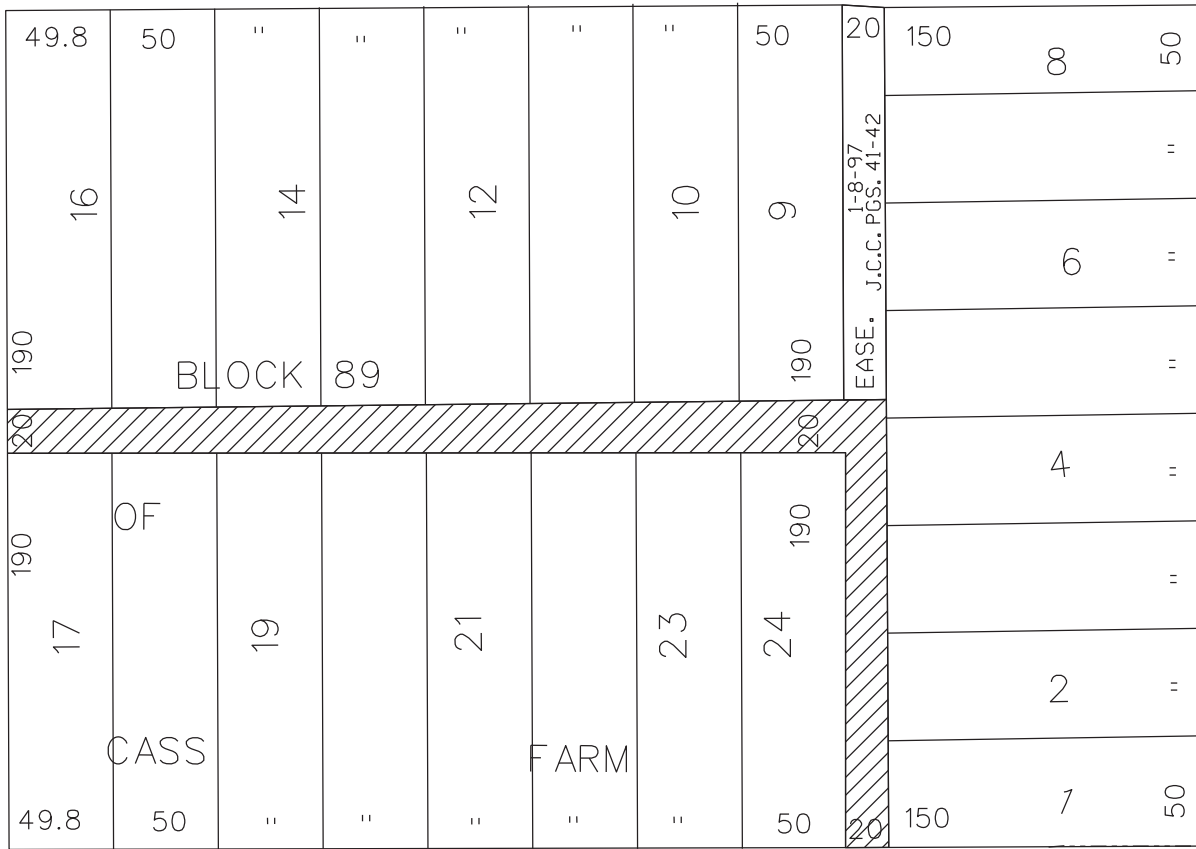 49.8 50 " " " " " 50 20 150 8 50
"
16 14 12 10 9
EASE. J.C.C. PGS. 41-42
1-8-97
6 "
190 190
BLOCK 89
"
20 20
4 "
OF
190 190
"
17 19 21 23 24
2 "
CASS FARM
49.8 50 " " " " " 50 20 150 1 50